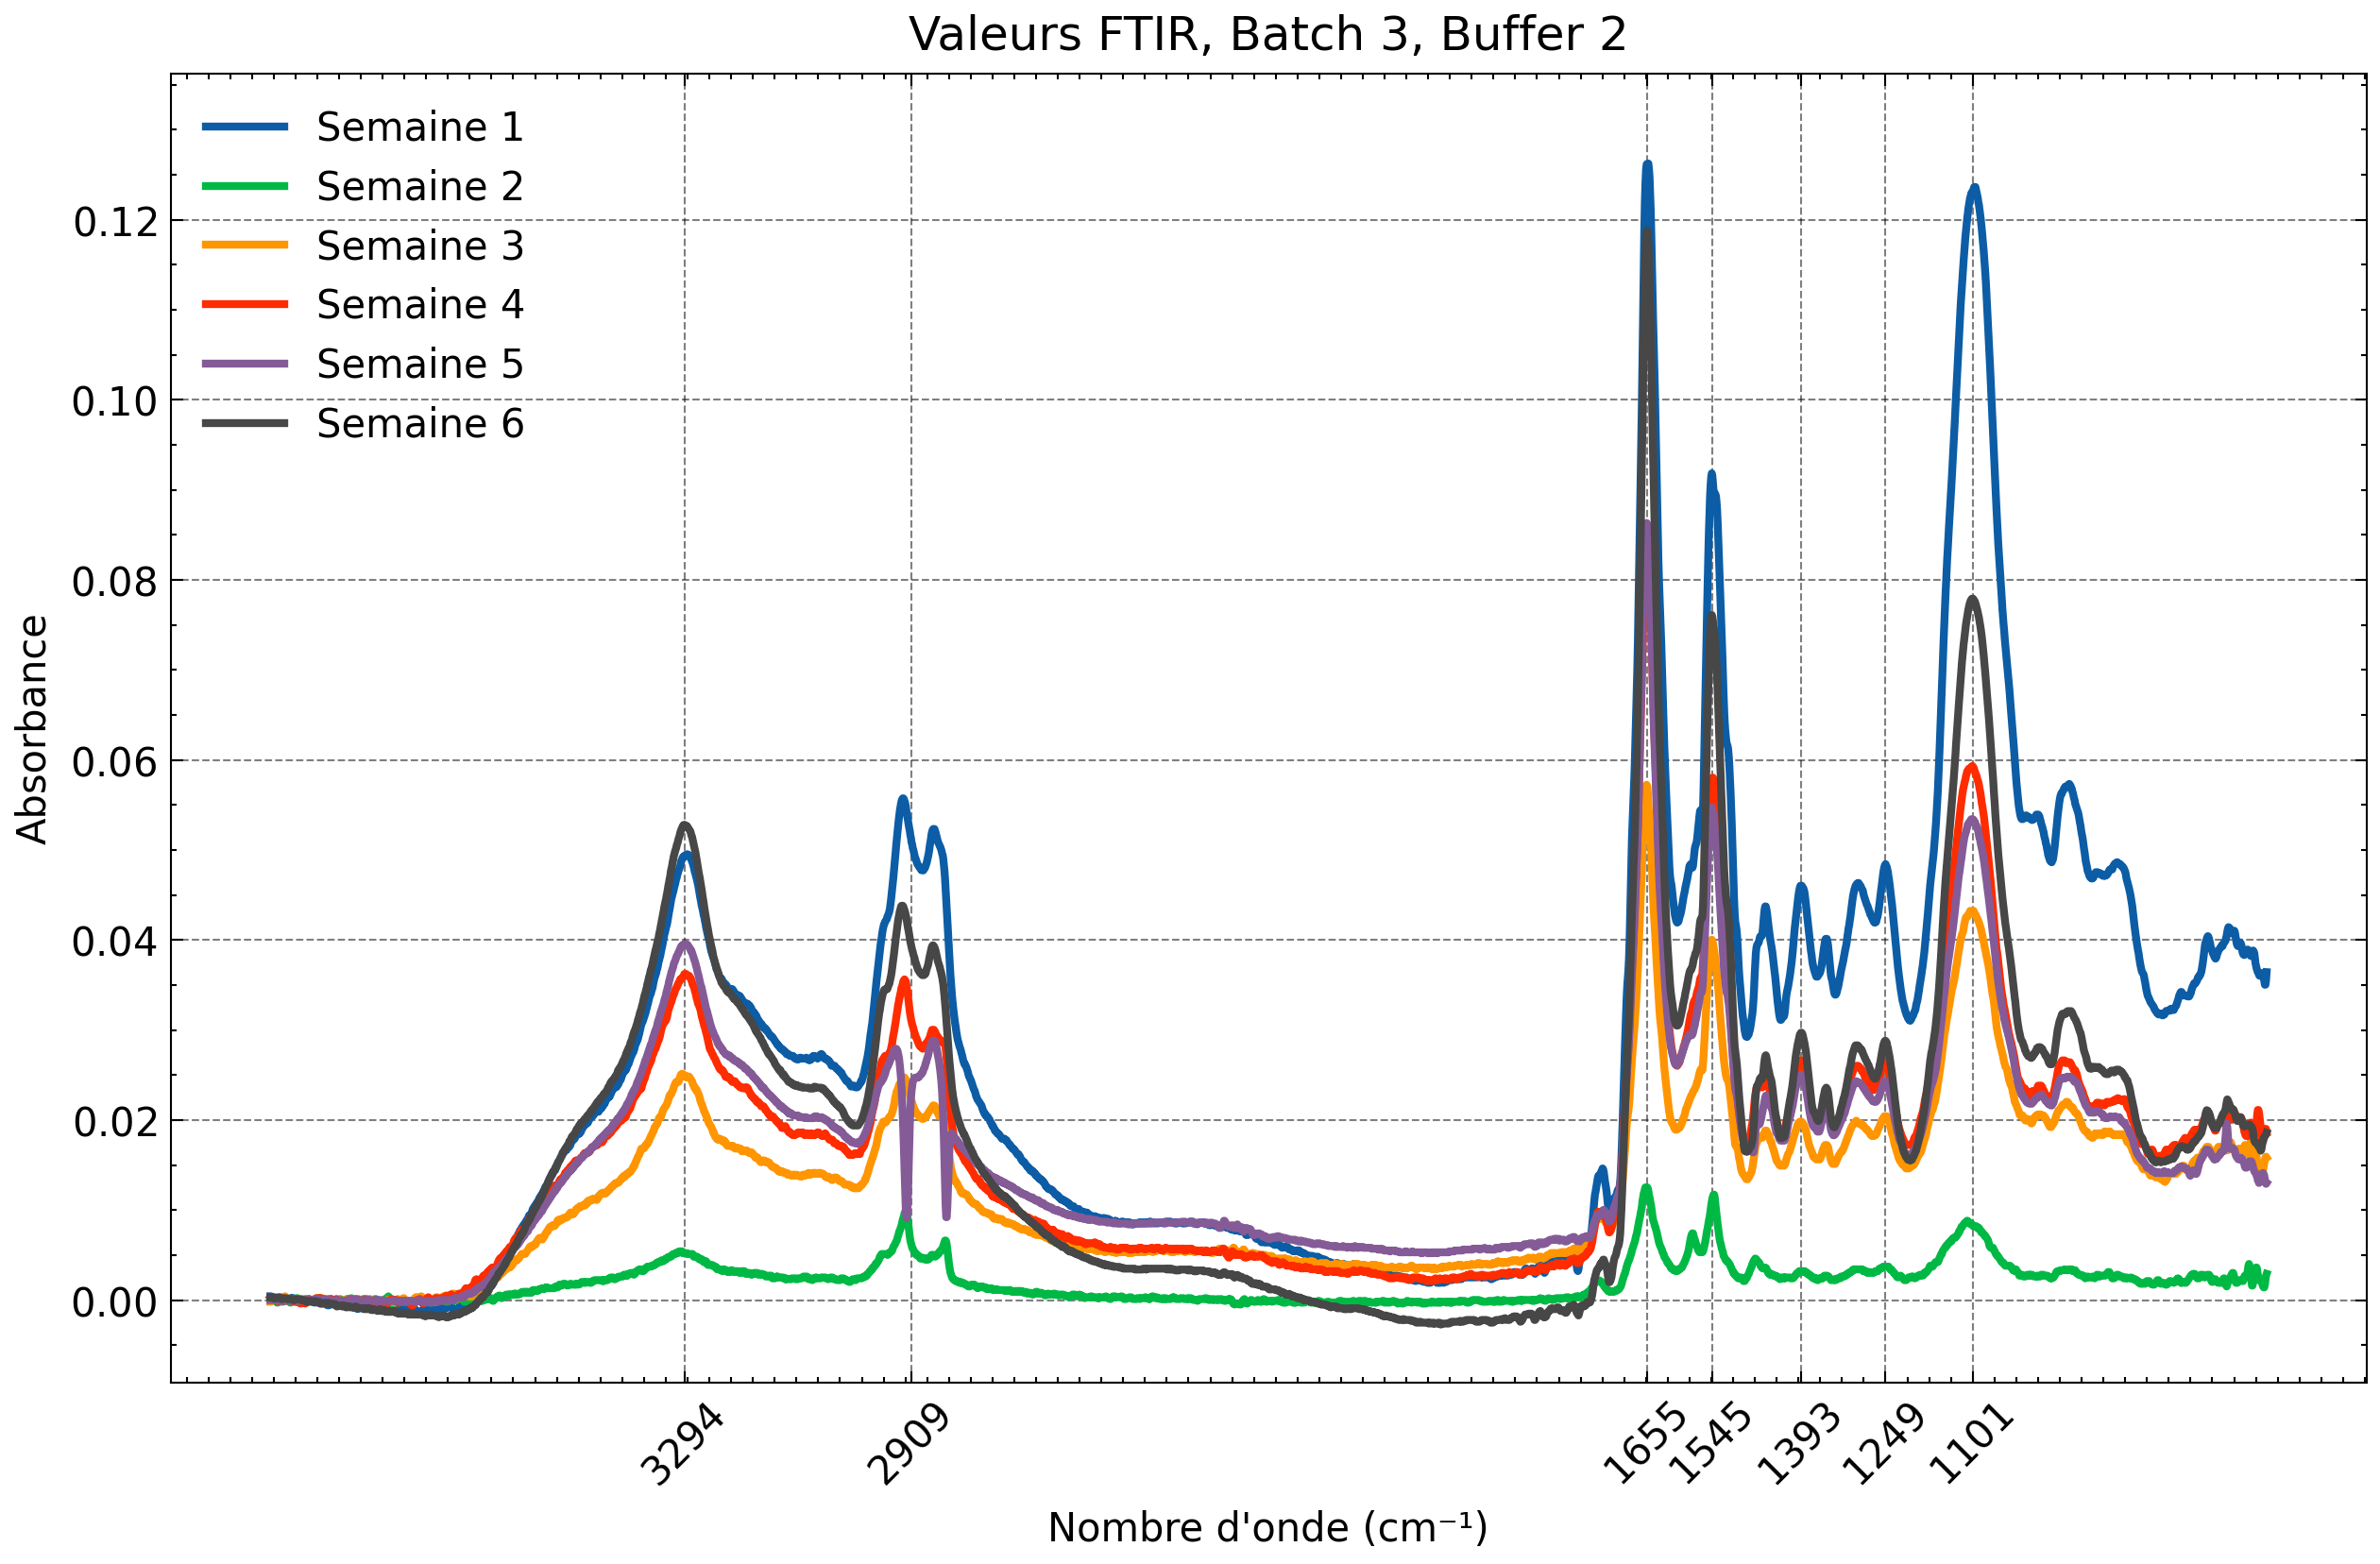 Valeurs FTIR, Batch 3, Buffer 2
Semaine 1
Semaine 2
Semaine 3
Semaine 4
Semaine 5
Semaine 6
0.12
0.10
0.08
0.06
0.04
0.02
0.00
Absorbance
3294 2909 1655 1545 1393 1249 1101
Nombre d'onde (cm⁻¹)